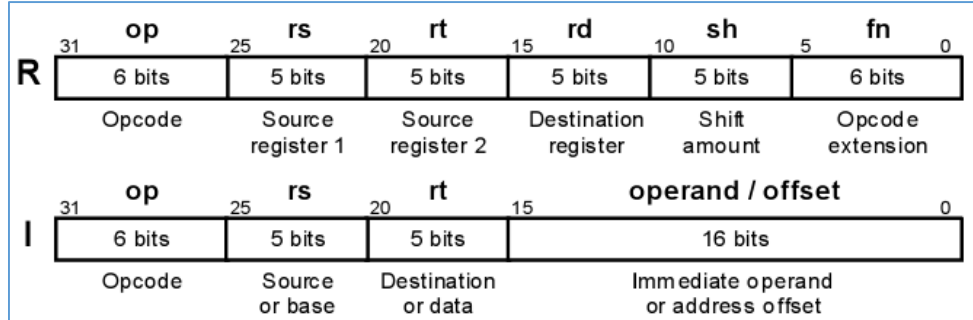 op rs rt rd sh fn
31 25 20 15 10 5 0
R 6 bits 5 bits 5 bits 5 bits 5 bits 6 bits
Opcode Source Source Destination Shift Opcode
register 1 register 2 register amount extension
op rs rt operand / offset
31 25 20 15 0
I 6 bits 5 bits 5 bits 16 bits
Opcode Source Destination Immediate operand
or base or data or address offset